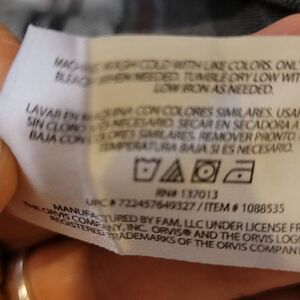 MACHINE WASH COLD WITH LIKE COLORS. ONLY
BLEACH WHEN NEEDED. TUMBLE DRY LOW WITH
LOW IRON AS NEEDED.
LAVAR EN MAQUINA CON COLORES SIMILARES. USAR
SIN CLORO SI ES NECESARIO. SECAR EN SECADORA A
BAJA CON COLORES SIMILARES. REMOVER PRONTO.
TEMPERATURA BAJA SI ES NECESARIO.
RN# 137013
UPC # 722457649327 / ITEM # 1088535
MANUFACTURED BY FAM, LLC UNDER LICENSE FR
THE ORVIS COMPANY, INC. ORVIS® AND THE ORVIS LOGO
REGISTERED TRADEMARKS OF THE ORVIS COMPANY